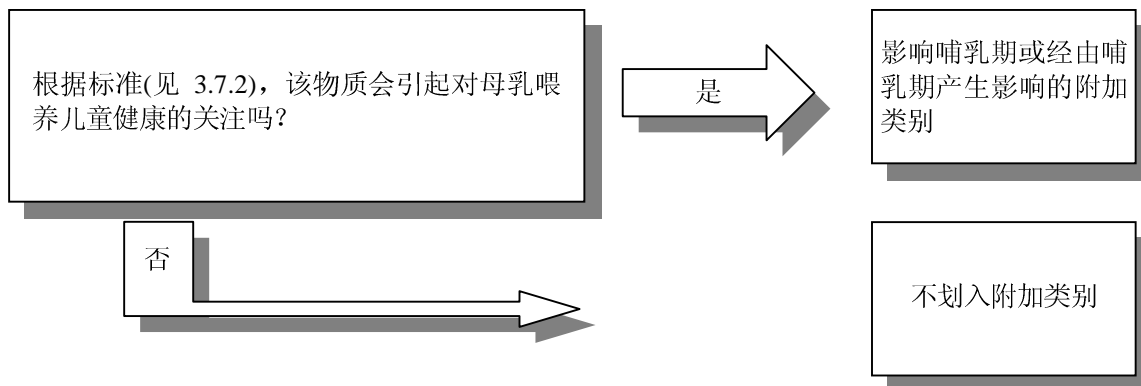 根据标准(见 3.7.2)，该物质会引起对母乳喂
养儿童健康的关注吗？
是
影响哺乳期或经由哺
乳期产生影响的附加
类别
否
不划入附加类别